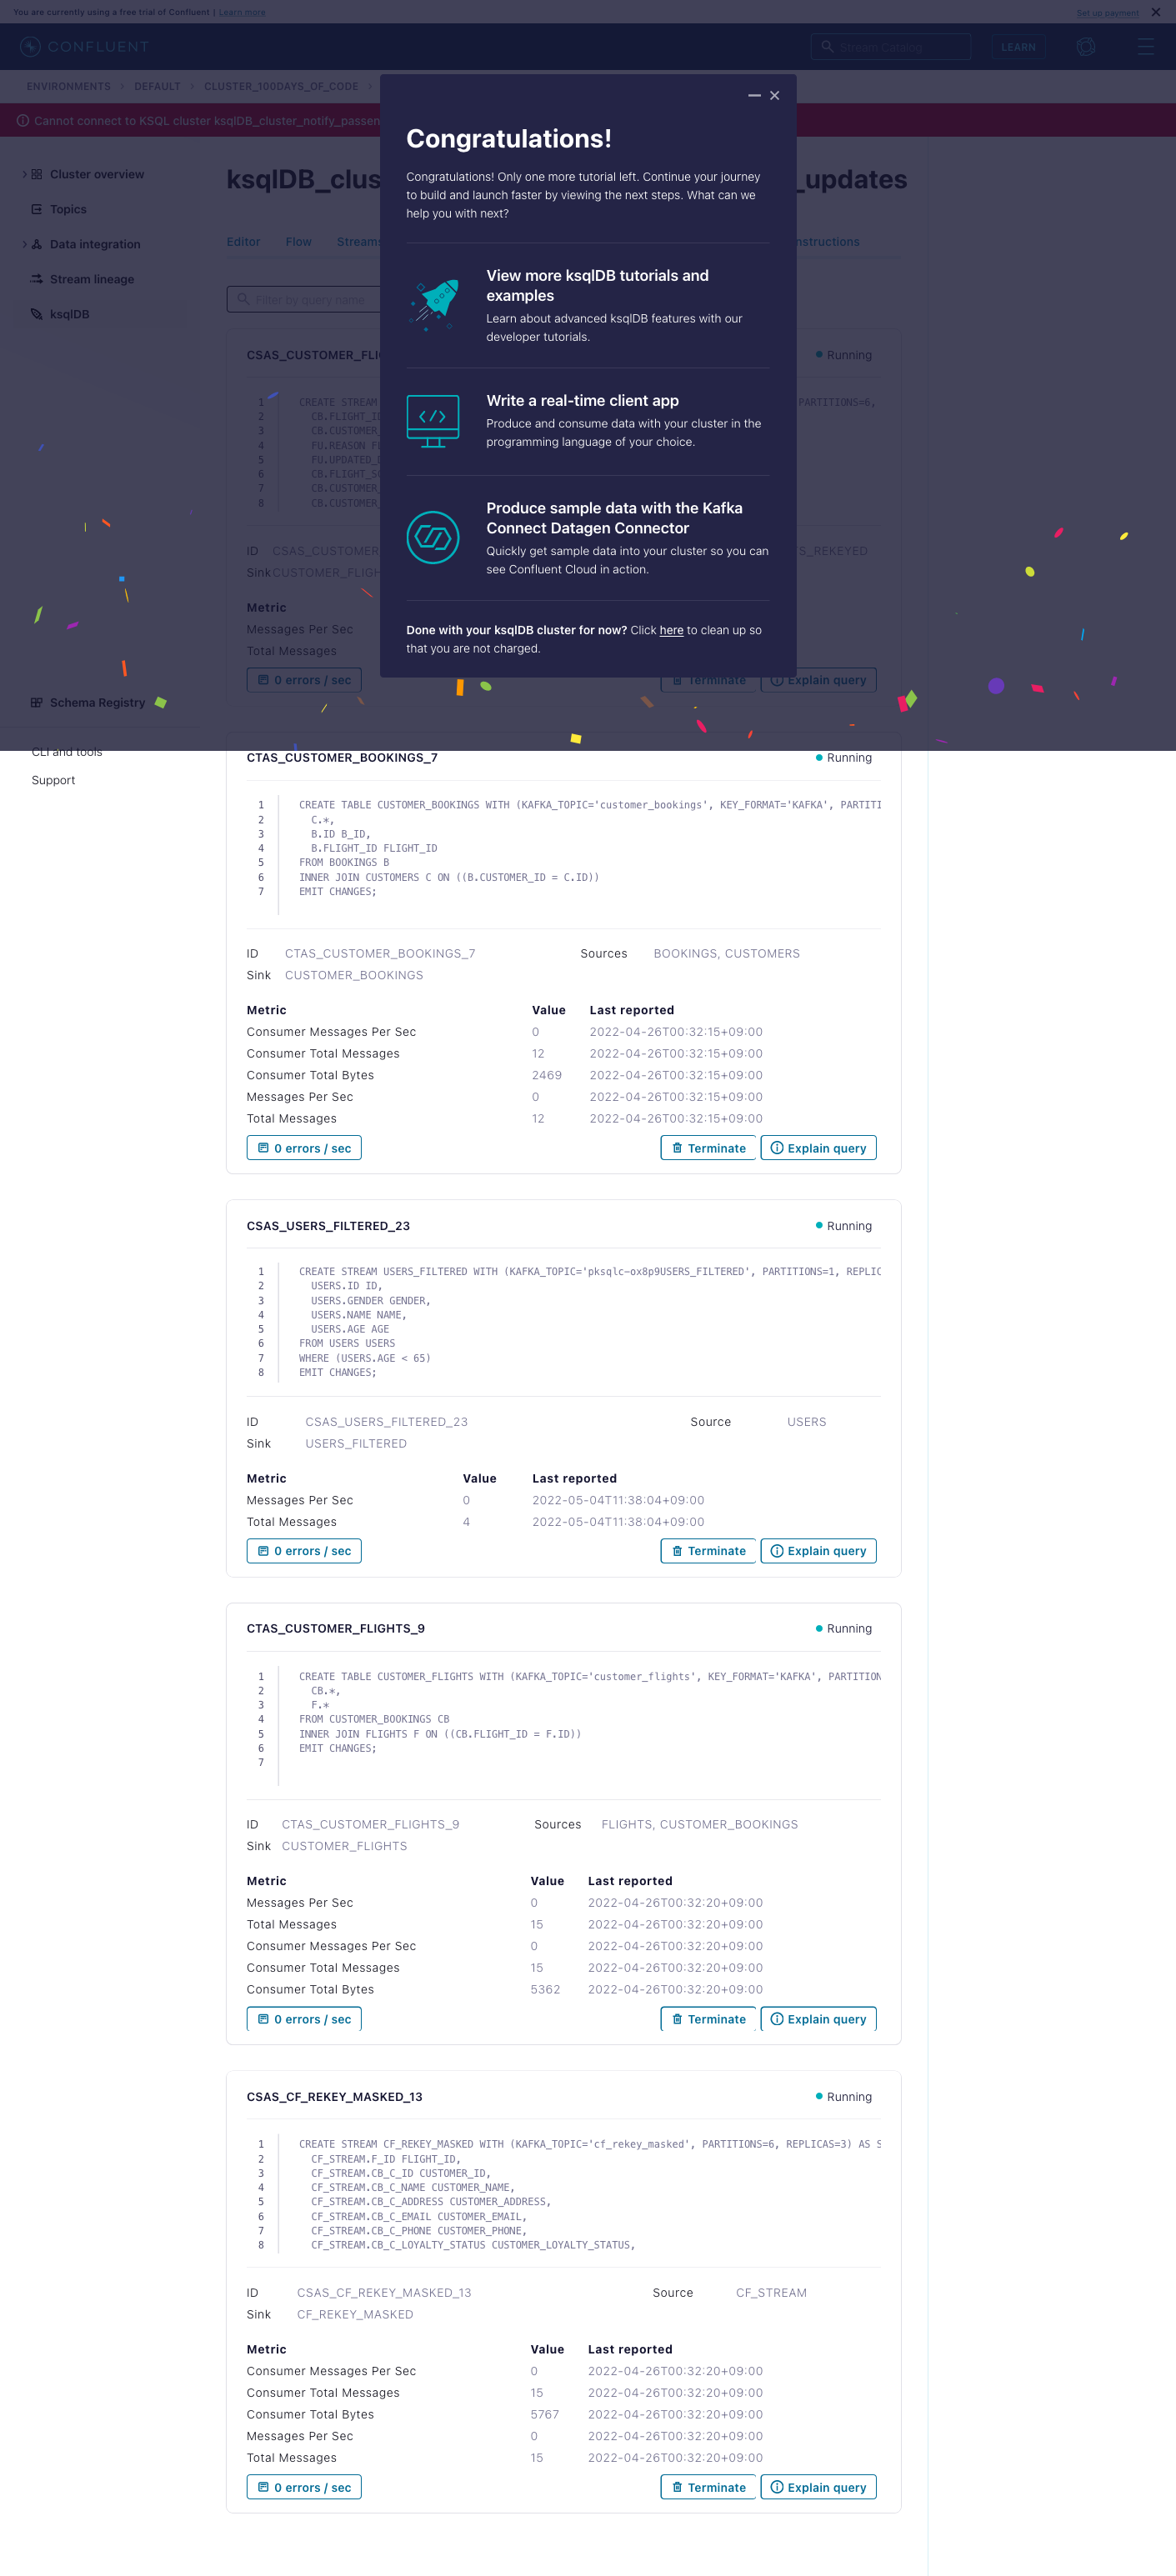 You are currently using a free trial of Confluent | Learn more
Set up payment
CONFLUENT
Stream Catalog
LEARN
ENVIRONMENTS
DEFAULT
CLUSTER_100DAYS_OF_CODE
Cannot connect to KSQL cluster ksqlDB_cluster_notify_passen
Cluster overview
Topics
Data integration
Stream lineage
ksqlDB
Schema Registry
CLI and tools
Support
ksqlDB_clus
_updates
Editor
Flow
Streams
nstructions
Filter by query name
Congratulations!
Congratulations! Only one more tutorial left. Continue your journey
to build and launch faster by viewing the next steps. What can we
help you with next?
View more ksqlDB tutorials and
examples
Learn about advanced ksqlDB features with our
developer tutorials.
Write a real-time client app
Produce and consume data with your cluster in the
programming language of your choice.
Produce sample data with the Kafka
Connect Datagen Connector
Quickly get sample data into your cluster so you can
see Confluent Cloud in action.
Done with your ksqlDB cluster for now? Click here to clean up so
that you are not charged.
CSAS_CUSTOMER_FLI
Running
1 CREATE STREAM PARTITIONS=6,
2 CB.FLIGHT_I
3 CB.CUSTOMER_
4 FU.REASON F
5 FU.UPDATED_
6 CB.FLIGHT_S
7 CB.CUSTOMER_
8 CB.CUSTOMER_
ID CSAS_CUSTOMER S_REKEYED
Sink CUSTOMER_FLIGH
Metric
Messages Per Sec
Total Messages
0 errors / sec
Terminate
Explain query
CTAS_CUSTOMER_BOOKINGS_7
Running
1 CREATE TABLE CUSTOMER_BOOKINGS WITH (KAFKA_TOPIC='customer_bookings', KEY_FORMAT='KAFKA', PARTITI
2 C.*,
3 B.ID B_ID,
4 B.FLIGHT_ID FLIGHT_ID
5 FROM BOOKINGS B
6 INNER JOIN CUSTOMERS C ON ((B.CUSTOMER_ID = C.ID))
7 EMIT CHANGES;
ID CTAS_CUSTOMER_BOOKINGS_7 Sources BOOKINGS, CUSTOMERS
Sink CUSTOMER_BOOKINGS
Metric Value Last reported
Consumer Messages Per Sec 0 2022-04-26T00:32:15+09:00
Consumer Total Messages 12 2022-04-26T00:32:15+09:00
Consumer Total Bytes 2469 2022-04-26T00:32:15+09:00
Messages Per Sec 0 2022-04-26T00:32:15+09:00
Total Messages 12 2022-04-26T00:32:15+09:00
0 errors / sec
Terminate
Explain query
CSAS_USERS_FILTERED_23
Running
1 CREATE STREAM USERS_FILTERED WITH (KAFKA_TOPIC='pksqlc-ox8p9USERS_FILTERED', PARTITIONS=1, REPLIC
2 USERS.ID ID,
3 USERS.GENDER GENDER,
4 USERS.NAME NAME,
5 USERS.AGE AGE
6 FROM USERS USERS
7 WHERE (USERS.AGE < 65)
8 EMIT CHANGES;
ID CSAS_USERS_FILTERED_23 Source USERS
Sink USERS_FILTERED
Metric Value Last reported
Messages Per Sec 0 2022-05-04T11:38:04+09:00
Total Messages 4 2022-05-04T11:38:04+09:00
0 errors / sec
Terminate
Explain query
CTAS_CUSTOMER_FLIGHTS_9
Running
1 CREATE TABLE CUSTOMER_FLIGHTS WITH (KAFKA_TOPIC='customer_flights', KEY_FORMAT='KAFKA', PARTITION
2 CB.*,
3 F.*
4 FROM CUSTOMER_BOOKINGS CB
5 INNER JOIN FLIGHTS F ON ((CB.FLIGHT_ID = F.ID))
6 EMIT CHANGES;
7
ID CTAS_CUSTOMER_FLIGHTS_9 Sources FLIGHTS, CUSTOMER_BOOKINGS
Sink CUSTOMER_FLIGHTS
Metric Value Last reported
Messages Per Sec 0 2022-04-26T00:32:20+09:00
Total Messages 15 2022-04-26T00:32:20+09:00
Consumer Messages Per Sec 0 2022-04-26T00:32:20+09:00
Consumer Total Messages 15 2022-04-26T00:32:20+09:00
Consumer Total Bytes 5362 2022-04-26T00:32:20+09:00
0 errors / sec
Terminate
Explain query
CSAS_CF_REKEY_MASKED_13
Running
1 CREATE STREAM CF_REKEY_MASKED WITH (KAFKA_TOPIC='cf_rekey_masked', PARTITIONS=6, REPLICAS=3) AS S
2 CF_STREAM.F_ID FLIGHT_ID,
3 CF_STREAM.CB_C_ID CUSTOMER_ID,
4 CF_STREAM.CB_C_NAME CUSTOMER_NAME,
5 CF_STREAM.CB_C_ADDRESS CUSTOMER_ADDRESS,
6 CF_STREAM.CB_C_EMAIL CUSTOMER_EMAIL,
7 CF_STREAM.CB_C_PHONE CUSTOMER_PHONE,
8 CF_STREAM.CB_C_LOYALTY_STATUS CUSTOMER_LOYALTY_STATUS,
ID CSAS_CF_REKEY_MASKED_13 Source CF_STREAM
Sink CF_REKEY_MASKED
Metric Value Last reported
Consumer Messages Per Sec 0 2022-04-26T00:32:20+09:00
Consumer Total Messages 15 2022-04-26T00:32:20+09:00
Consumer Total Bytes 5767 2022-04-26T00:32:20+09:00
Messages Per Sec 0 2022-04-26T00:32:20+09:00
Total Messages 15 2022-04-26T00:32:20+09:00
0 errors / sec
Terminate
Explain query